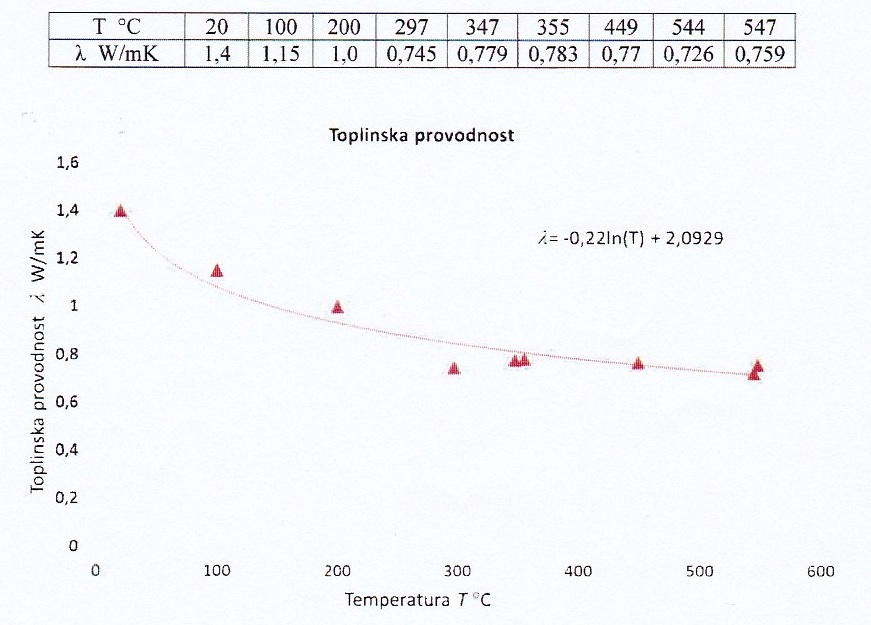 T °C 20 100 200 297 347 355 449 544 547
λ W/mK 1,4 1,15 1,0 0,745 0,779 0,783 0,77 0,726 0,759
Toplinska provodnost
1,6
1,4
1,2
1
0,8
0,6
0,4
0,2
0
Toplinska provodnost λ W/mK
λ= -0,22ln(T) + 2,0929
0 100 200 300 400 500 600
Temperatura T °C